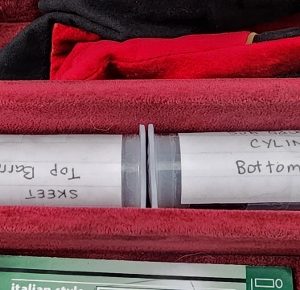 SKEET
Top Barr
CYLIN
Bottom
italian style